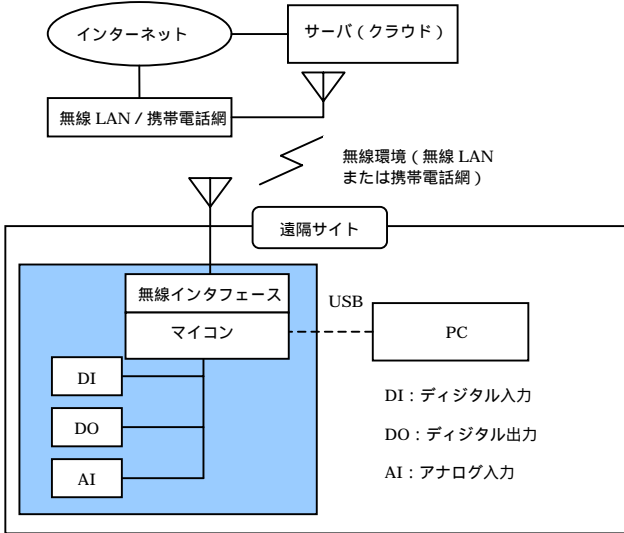 インターネット
サーバ（クラウド）
無線 LAN / 携帯電話網
無線環境（無線 LAN
または携帯電話網）
遠隔サイト
無線インタフェース
マイコン
USB
PC
DI
DO
AI
DI：ディジタル入力
DO：ディジタル出力
AI：アナログ入力